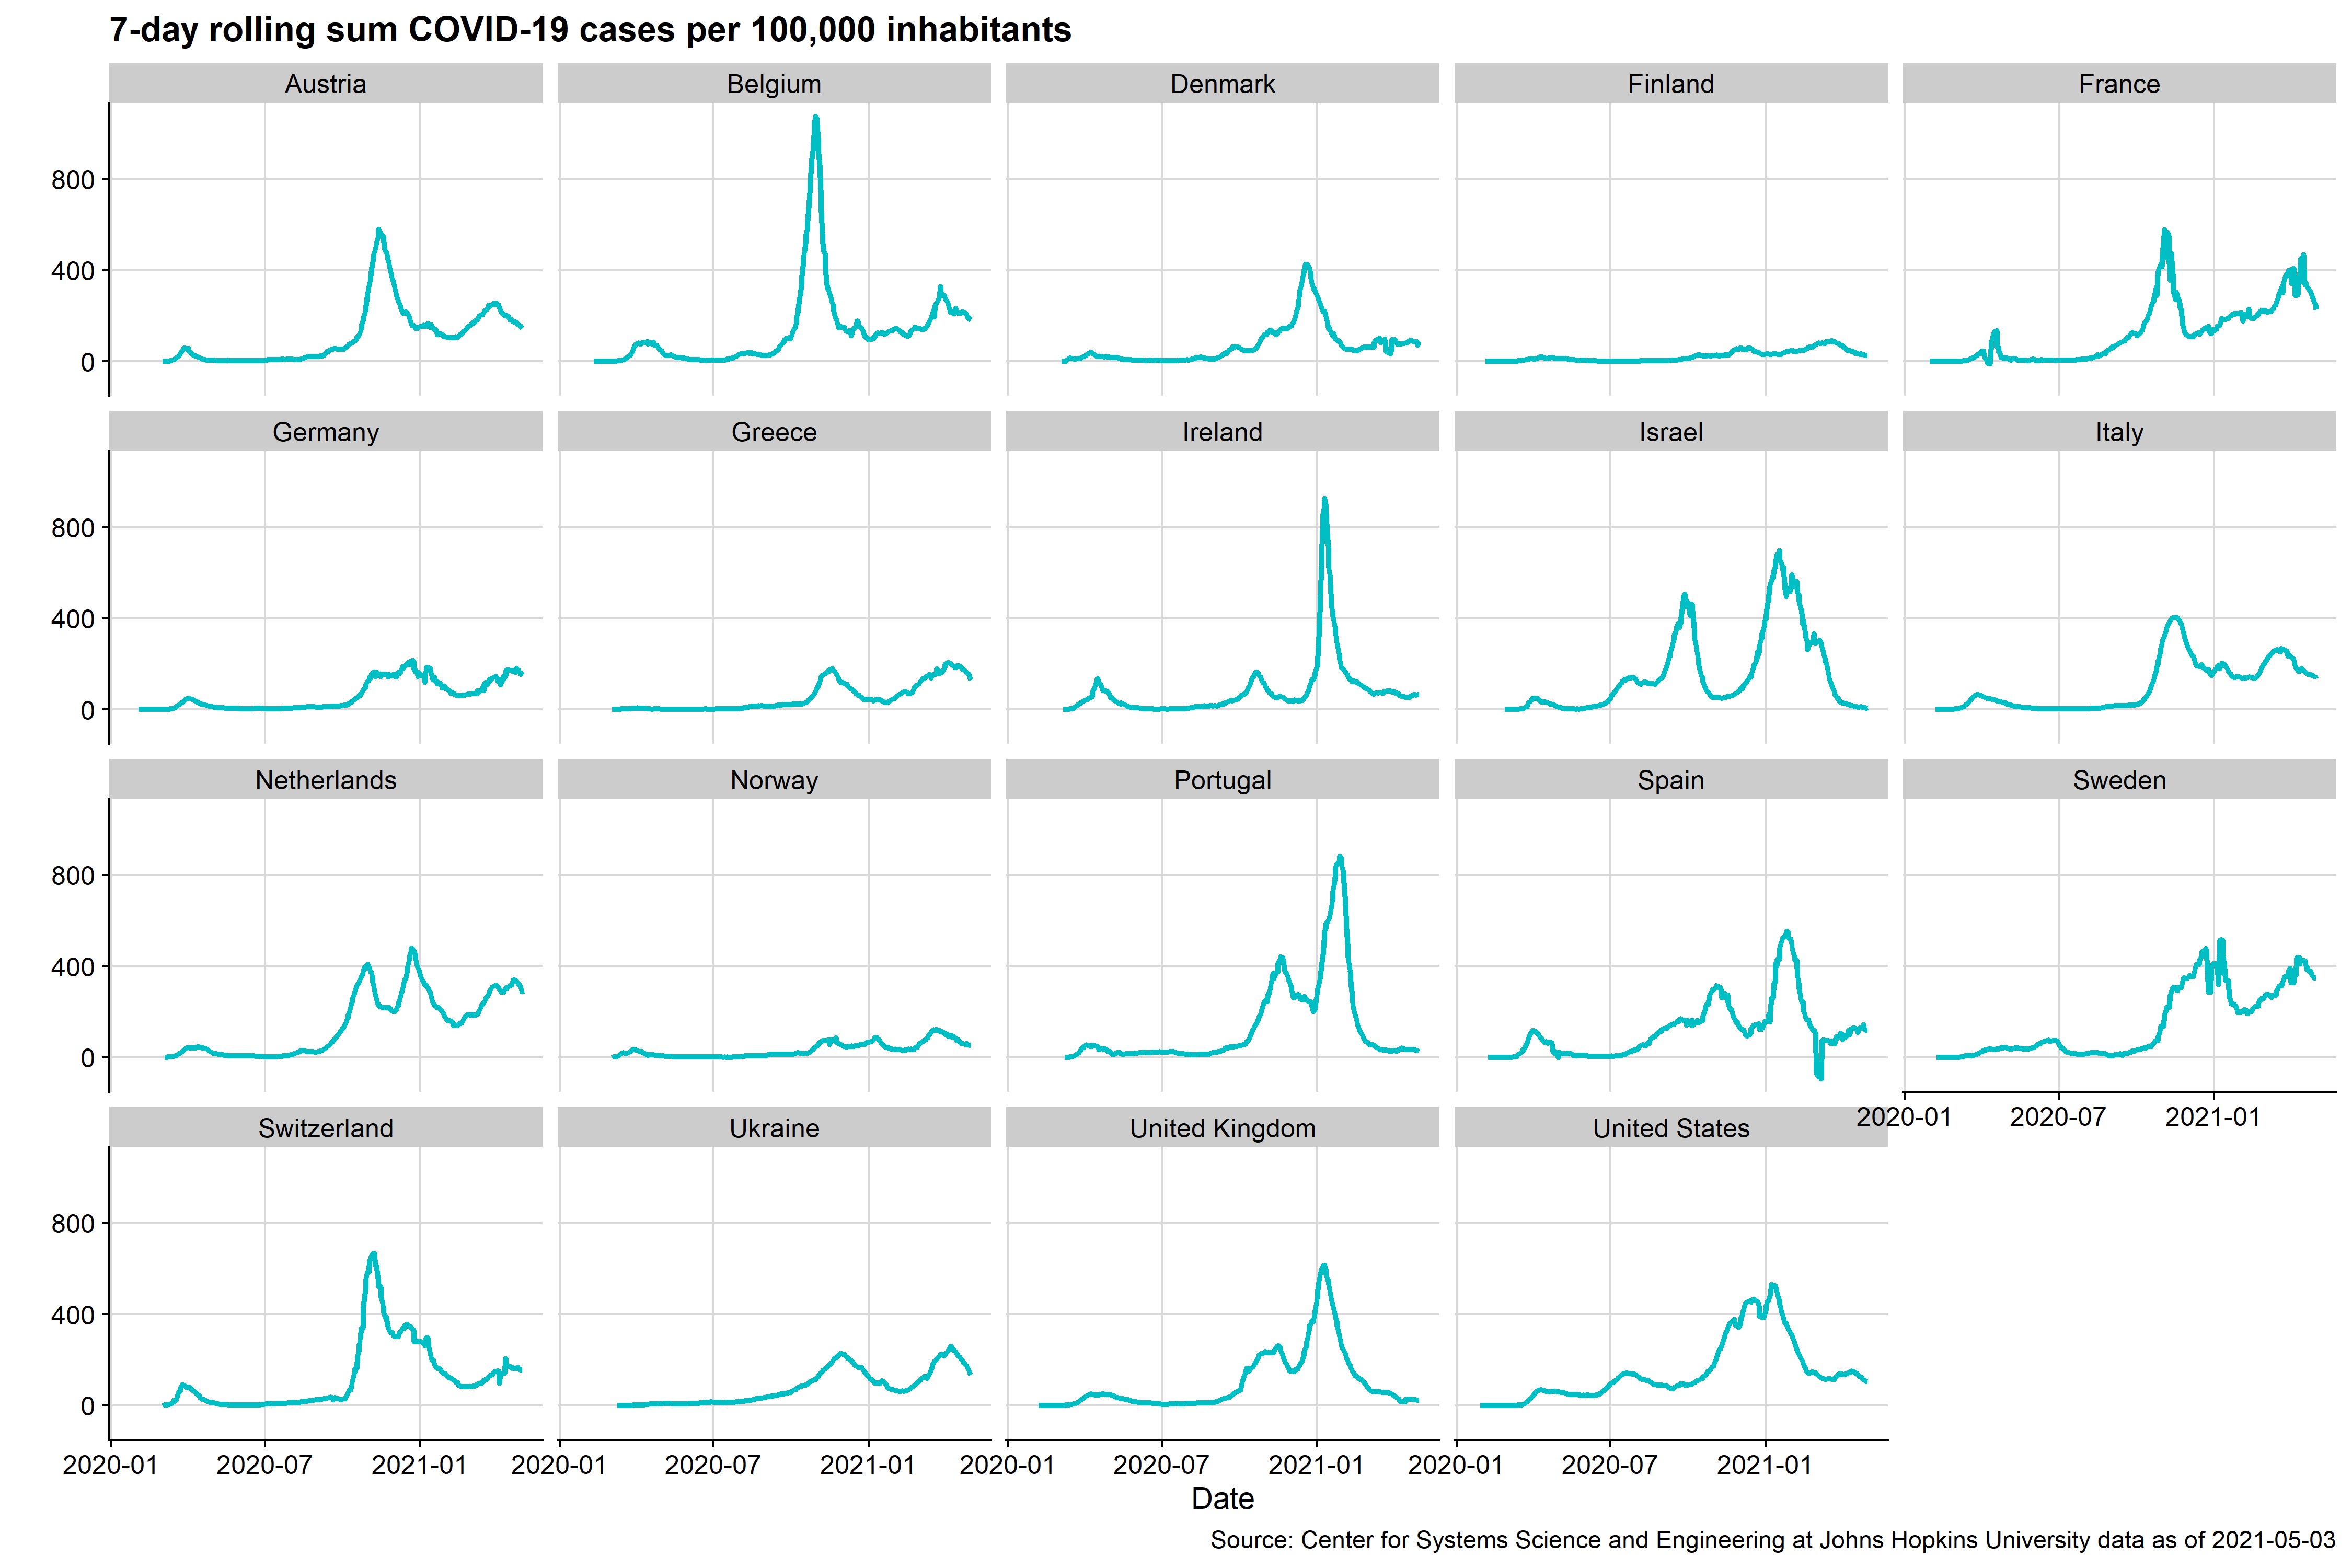 7-day rolling sum COVID-19 cases per 100,000 inhabitants
Austria Belgium Denmark Finland France
800
400
0
Germany Greece Ireland Israel Italy
800
400
0
Netherlands Norway Portugal Spain Sweden
800
400
0
2020-01 2020-07 2021-01
Switzerland Ukraine United Kingdom United States
800
400
0
2020-01 2020-07 2021-01 2020-01 2020-07 2021-01 2020-01 2020-07 2021-01 2020-01 2020-07 2021-01
Date
Source: Center for Systems Science and Engineering at Johns Hopkins University data as of 2021-05-03